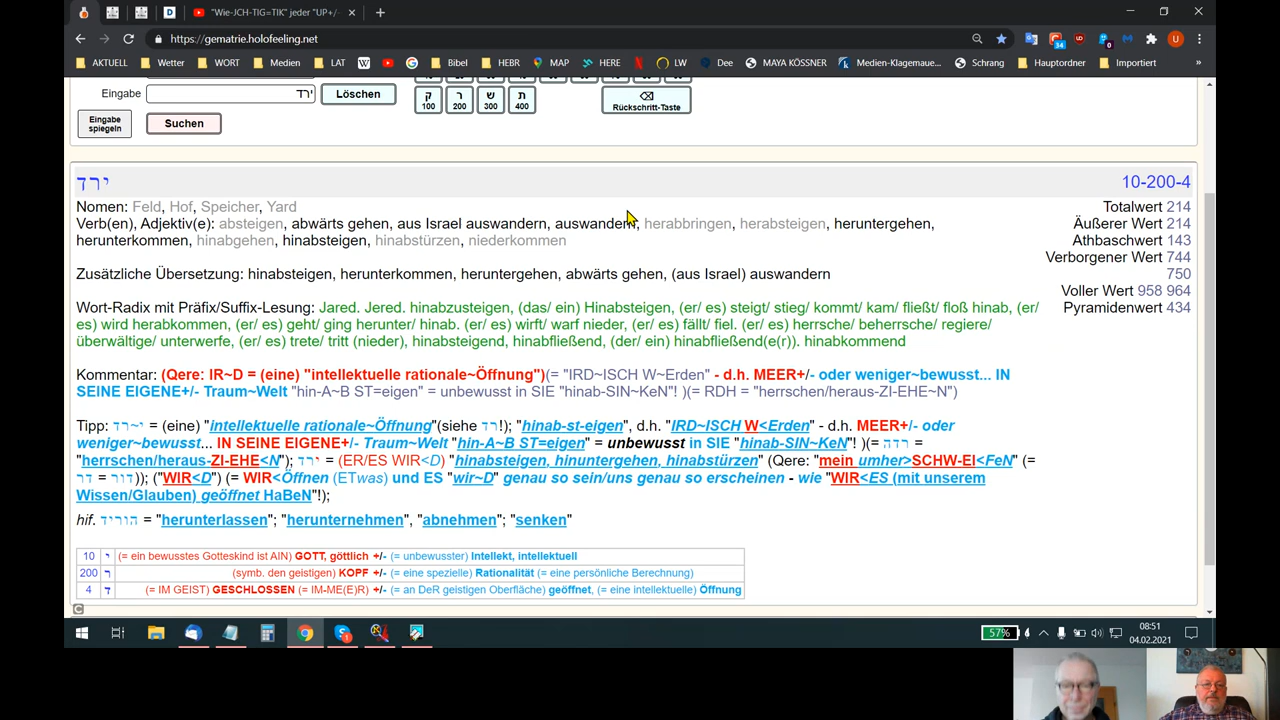 "Wie-JCH-TIG=TIK" jeder "UP+/-
https://gematrie.holofeeling.net
AKTUELL Wetter WORT Medien LAT Bibel HEBR MAP HERE LW Dee MAYA KÖSSNER Medien-Klagemaue... Schrang Hauptordner Importiert »
Eingabe ירד Löschen
ק 100 ר 200 ש 300 ת 400 Rückschritt-Taste
Eingabe spiegeln Suchen
ירד 10-200-4
Nomen: Feld, Hof, Speicher, Yard
Verb(en), Adjektiv(e): absteigen, abwärts gehen, aus Israel auswandern, auswandern, herabbringen, herabsteigen, heruntergehen,
herunterkommen, hinabgehen, hinabsteigen, hinabstürzen, niederkommen
Totalwert 214
Äußerer Wert 214
Athbaschwert 143
Verborgener Wert 744
750
Voller Wert 958 964
Pyramidenwert 434
Zusätzliche Übersetzung: hinabsteigen, herunterkommen, heruntergehen, abwärts gehen, (aus Israel) auswandern
Wort-Radix mit Präfix/Suffix-Lesung: Jared. Jered. hinabzusteigen, (das/ ein) Hinabsteigen, (er/ es) steigt/ stieg/ kommt/ kam/ fließt/ floß hinab, (er/
es) wird herabkommen, (er/ es) geht/ ging herunter/ hinab. (er/ es) wirft/ warf nieder, (er/ es) fällt/ fiel. (er/ es) herrsche/ beherrsche/ regiere/
überwältige/ unterwerfe, (er/ es) trete/ tritt (nieder), hinabsteigend, hinabfließend, (der/ ein) hinabfließend(e(r)). hinabkommend
Kommentar: (Qere: IR~D = (eine) "intellektuelle rationale~Öffnung")(= "IRD~ISCH W~Erden" - d.h. MEER+/- oder weniger~bewusst... IN
SEINE EIGENE+/- Traum~Welt "hin-A~B ST=eigen" = unbewusst in SIE "hinab-SIN~KeN"! (= RDH = "herrschen/heraus-ZI-EHE~N")
Tipp: י~רד = (eine) "intellektuelle rationale~Öffnung"(siehe רד!); "hinab-st-eigen", d.h. "IRD~ISCH W<Erden" - d.h. MEER+/- oder
weniger~bewusst... IN SEINE EIGENE+/- Traum~Welt "hin-A~B ST=eigen" = unbewusst in SIE "hinab-SIN~KeN"! )(= רדה =
"herrschen/heraus-ZI-EHE<N"); ירד = (ER/ES WIR<D) "hinabsteigen, hinuntergehen, hinabstürzen" (Qere: "mein umher>SCHW-EI<FeN" (=
דור = דר)); ("WIR<D") (= WIR<Öffnen (ETwas) und ES "wir~D" genau so sein/uns genau so erscheinen - wie "WIR<ES (mit unserem
Wissen/Glauben) geöffnet HaBeN"!);
hif. הוריד = "herunterlassen"; "herunternehmen", "abnehmen"; "senken"
10 י (= ein bewusstes Gotteskind ist AIN) GOTT, göttlich +/- (= unbewusster) Intellekt, intellektuell
200 ר (symb. den geistigen) KOPF +/- (= eine spezielle) Rationalität (= eine persönliche Berechnung)
4 ד (= IM GEIST) GESCHLOSSEN (= IM-ME(E)R) +/- (= an DeR geistigen Oberfläche) geöffnet, (= eine intellektuelle) Öffnung
57% 08:51
04.02.2021